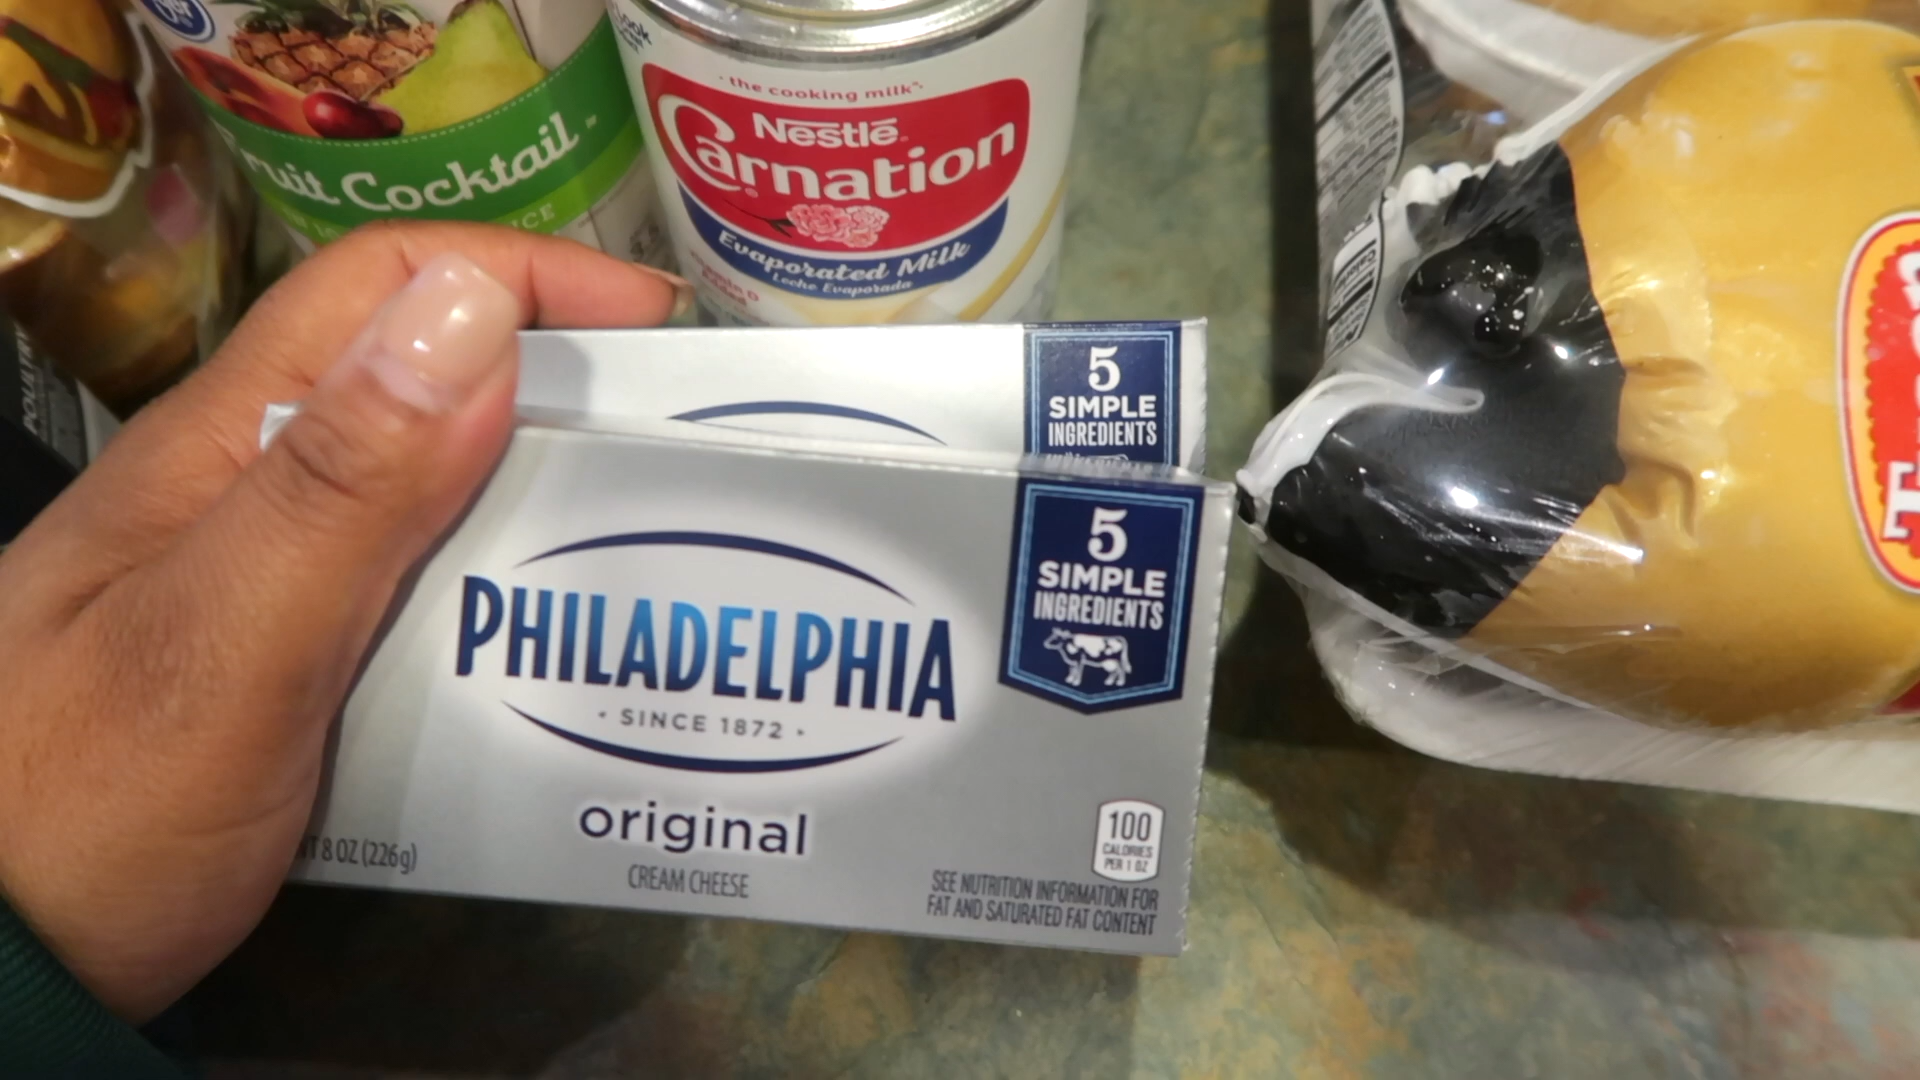 Fruit Cocktail
the cooking milk
Nestlé
Carnation
Evaporated Milk
Leche Evaporada
5
SIMPLE
INGREDIENTS
5
SIMPLE
INGREDIENTS
PHILADELPHIA
· SINCE 1872 ·
original
CREAM CHEESE
8 OZ (226g)
100
CALORIES
PER 1 OZ
SEE NUTRITION INFORMATION FOR
FAT AND SATURATED FAT CONTENT